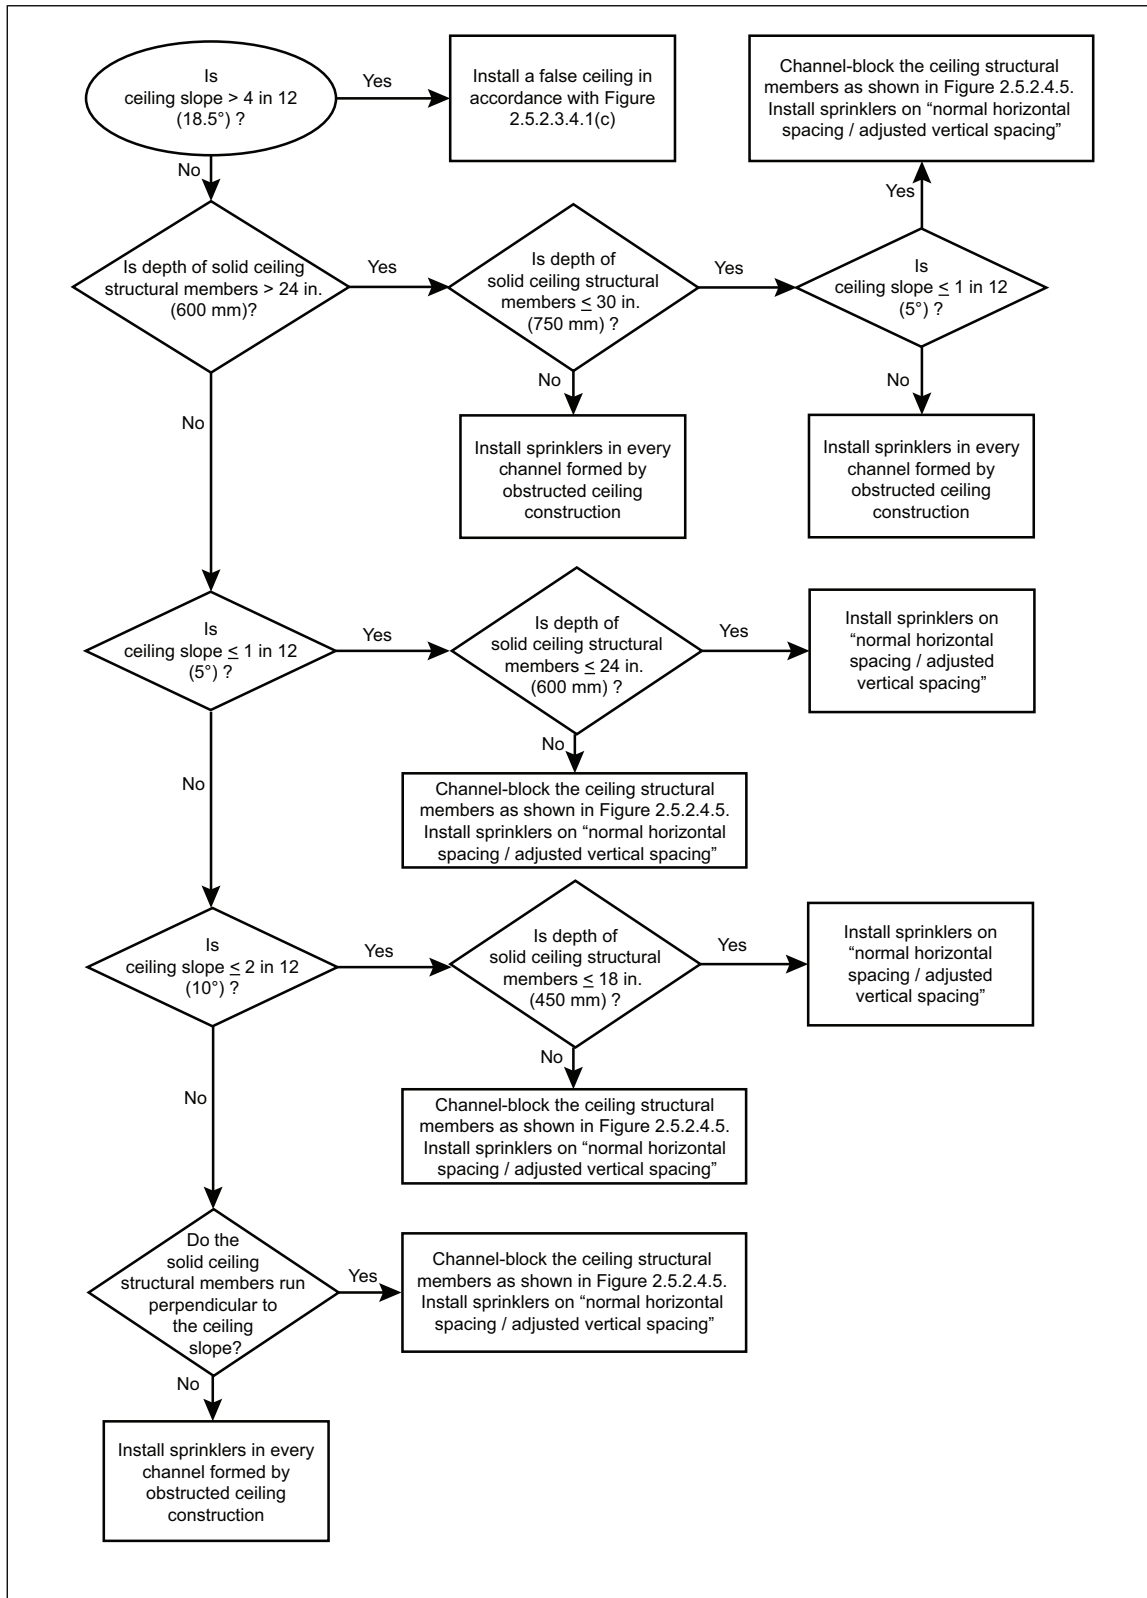 Is
ceiling slope > 4 in 12
(18.5°) ?
Yes
Install a false ceiling in
accordance with Figure
2.5.2.3.4.1(c)
No
Channel-block the ceiling structural
members as shown in Figure 2.5.2.4.5.
Install sprinklers on “normal horizontal
spacing / adjusted vertical spacing”
Yes
Is depth of solid ceiling
structural members > 24 in.
(600 mm)?
Yes
Is depth of
solid ceiling structural
members ≤ 30 in.
(750 mm) ?
Yes
Is
ceiling slope ≤ 1 in 12
(5°) ?
No
No
No
Install sprinklers in every
channel formed by
obstructed ceiling
construction
Install sprinklers in every
channel formed by
obstructed ceiling
construction
Is
ceiling slope ≤ 1 in 12
(5°) ?
Yes
Is depth of
solid ceiling structural
members ≤ 24 in.
(600 mm) ?
Yes
Install sprinklers on
“normal horizontal
spacing / adjusted
vertical spacing”
No
No
Channel-block the ceiling structural
members as shown in Figure 2.5.2.4.5.
Install sprinklers on “normal horizontal
spacing / adjusted vertical spacing”
Is
ceiling slope ≤ 2 in 12
(10°) ?
Yes
Is depth of
solid ceiling structural
members ≤ 18 in.
(450 mm) ?
Yes
Install sprinklers on
“normal horizontal
spacing / adjusted
vertical spacing”
No
No
Channel-block the ceiling structural
members as shown in Figure 2.5.2.4.5.
Install sprinklers on “normal horizontal
spacing / adjusted vertical spacing”
Do the
solid ceiling
structural members run
perpendicular to
the ceiling
slope?
Yes
Channel-block the ceiling structural
members as shown in Figure 2.5.2.4.5.
Install sprinklers on “normal horizontal
spacing / adjusted vertical spacing”
No
Install sprinklers in every
channel formed by
obstructed ceiling
construction